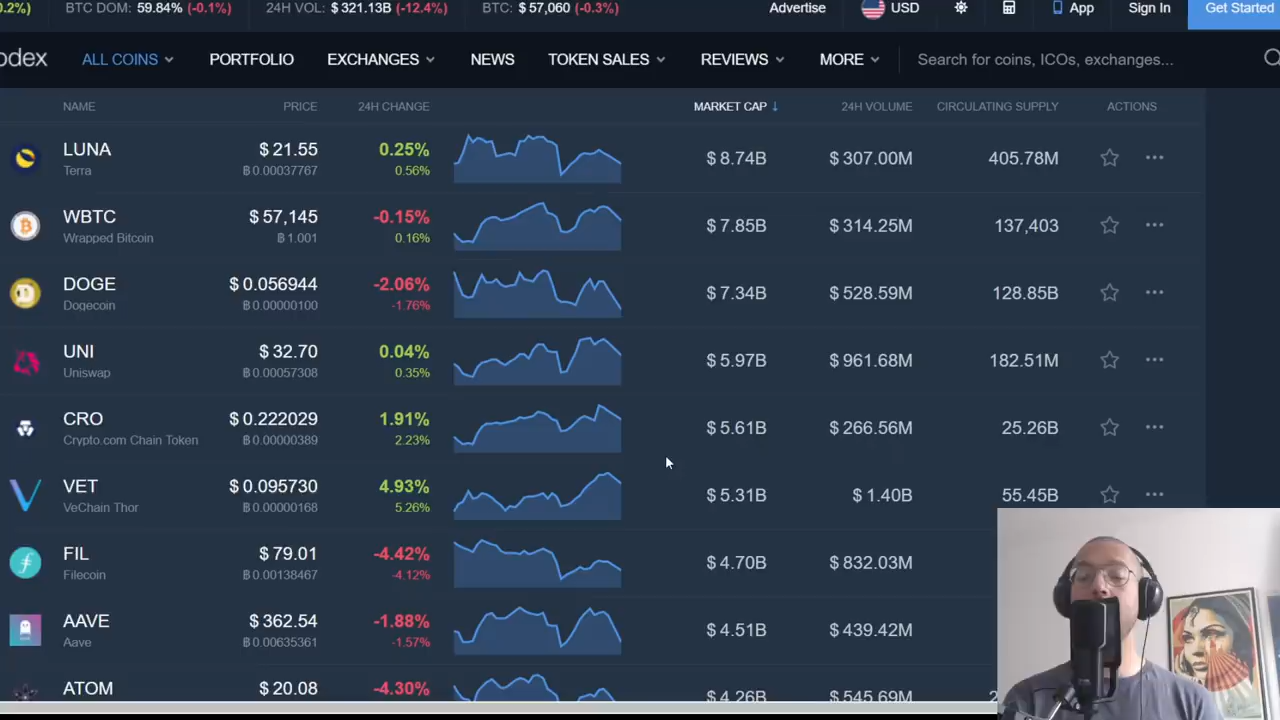 0.2%) BTC DOM: 59.84% (-0.1%) 24H VOL: $ 321.13B (-12.4%) BTC: $ 57,060 (-0.3%) Advertise USD App Sign In Get Started
odex ALL COINS PORTFOLIO EXCHANGES NEWS TOKEN SALES REVIEWS MORE Search for coins, ICOs, exchanges...
NAME PRICE 24H CHANGE MARKET CAP ↓ 24H VOLUME CIRCULATING SUPPLY ACTIONS
LUNA $ 21.55 0.25% $ 8.74B $ 307.00M 405.78M
Terra ฿ 0.00037767 0.56%
WBTC $ 57,145 -0.15% $ 7.85B $ 314.25M 137,403
Wrapped Bitcoin ฿ 1.001 0.16%
DOGE $ 0.056944 -2.06% $ 7.34B $ 528.59M 128.85B
Dogecoin ฿ 0.00000100 -1.76%
UNI $ 32.70 0.04% $ 5.97B $ 961.68M 182.51M
Uniswap ฿ 0.00057308 0.35%
CRO $ 0.222029 1.91% $ 5.61B $ 266.56M 25.26B
Crypto.com Chain Token ฿ 0.00000389 2.23%
VET $ 0.095730 4.93% $ 5.31B $ 1.40B 55.45B
VeChain Thor ฿ 0.00000168 5.26%
FIL $ 79.01 -4.42% $ 4.70B $ 832.03M
Filecoin ฿ 0.00138467 -4.12%
AAVE $ 362.54 -1.88% $ 4.51B $ 439.42M
Aave ฿ 0.00635361 -1.57%
ATOM $ 20.08 -4.30% $ 4.26B $ 545.69M